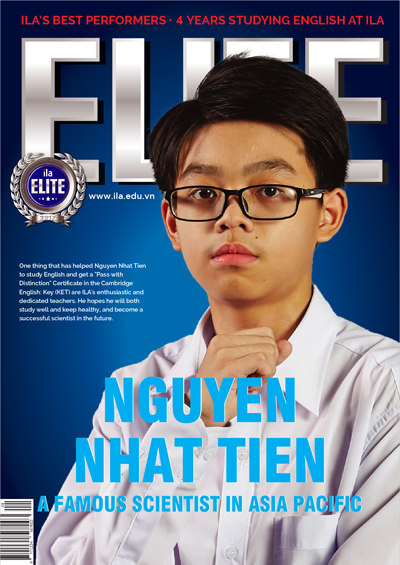 ILA'S BEST PERFORMERS • 4 YEARS STUDYING ENGLISH AT ILA
ELITE
ila
ELITE
www.ila.edu.vn
One thing that has helped Nguyen Nhat Tien
to study English and get a "Pass with
Distinction" Certificate in the Cambridge
English: Key (KET) are ILA's enthusiastic and
dedicated teachers. He hopes he will both
study well and keep healthy, and become a
successful scientist in the future.
NGUYEN
NHAT TIEN
A FAMOUS SCIENTIST IN ASIA PACIFIC